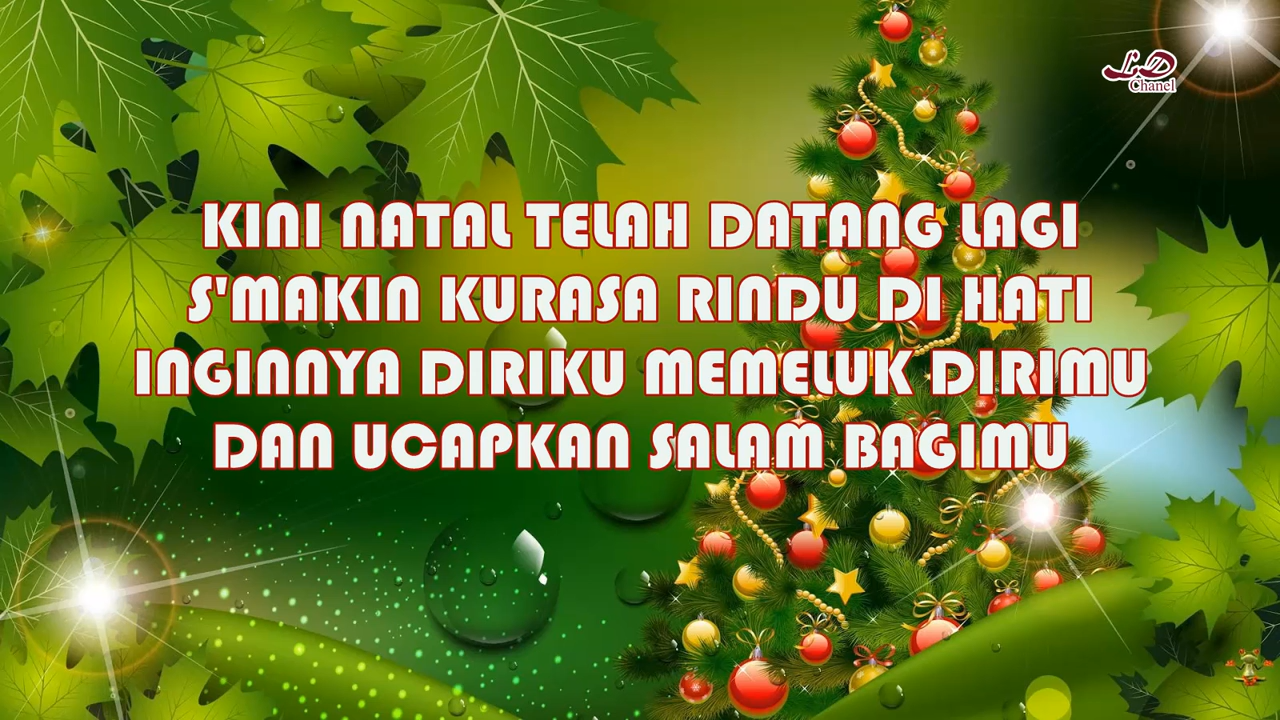 L'D
Chanel
KINI NATAL TELAH DATANG LAGI
S'MAKIN KURASA RINDU DI HATI
INGINNYA DIRIKU MEMELUK DIRIMU
DAN UCAPKAN SALAM BAGIMU